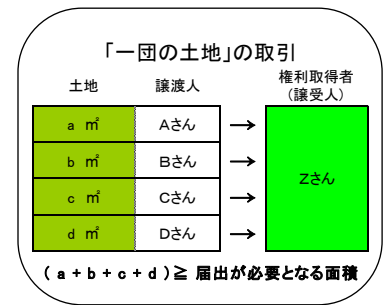 「一団の土地」の取引
土地 譲渡人 権利取得者
(譲受人)
a ㎡ Aさん →
b ㎡ Bさん →
c ㎡ Cさん →
d ㎡ Dさん →
Zさん
( a + b + c + d ) ≧ 届出が必要となる面積